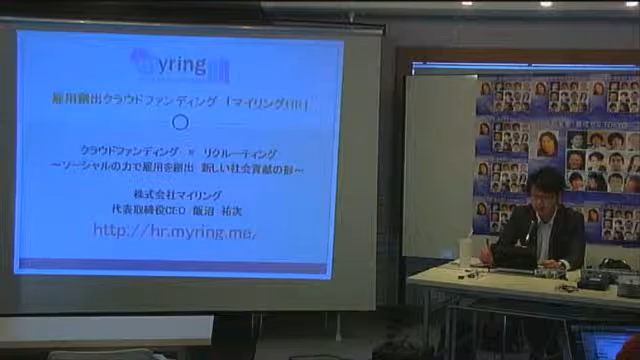 myring
雇用創出クラウドファンディング 「マイリングHR」
クラウドファンディング × リクルーティング
～ソーシャルの力で雇用を創出 新しい社会貢献の形～
株式会社マイリング
代表取締役CEO 飯沼 祐次
http://hr.myring.me/